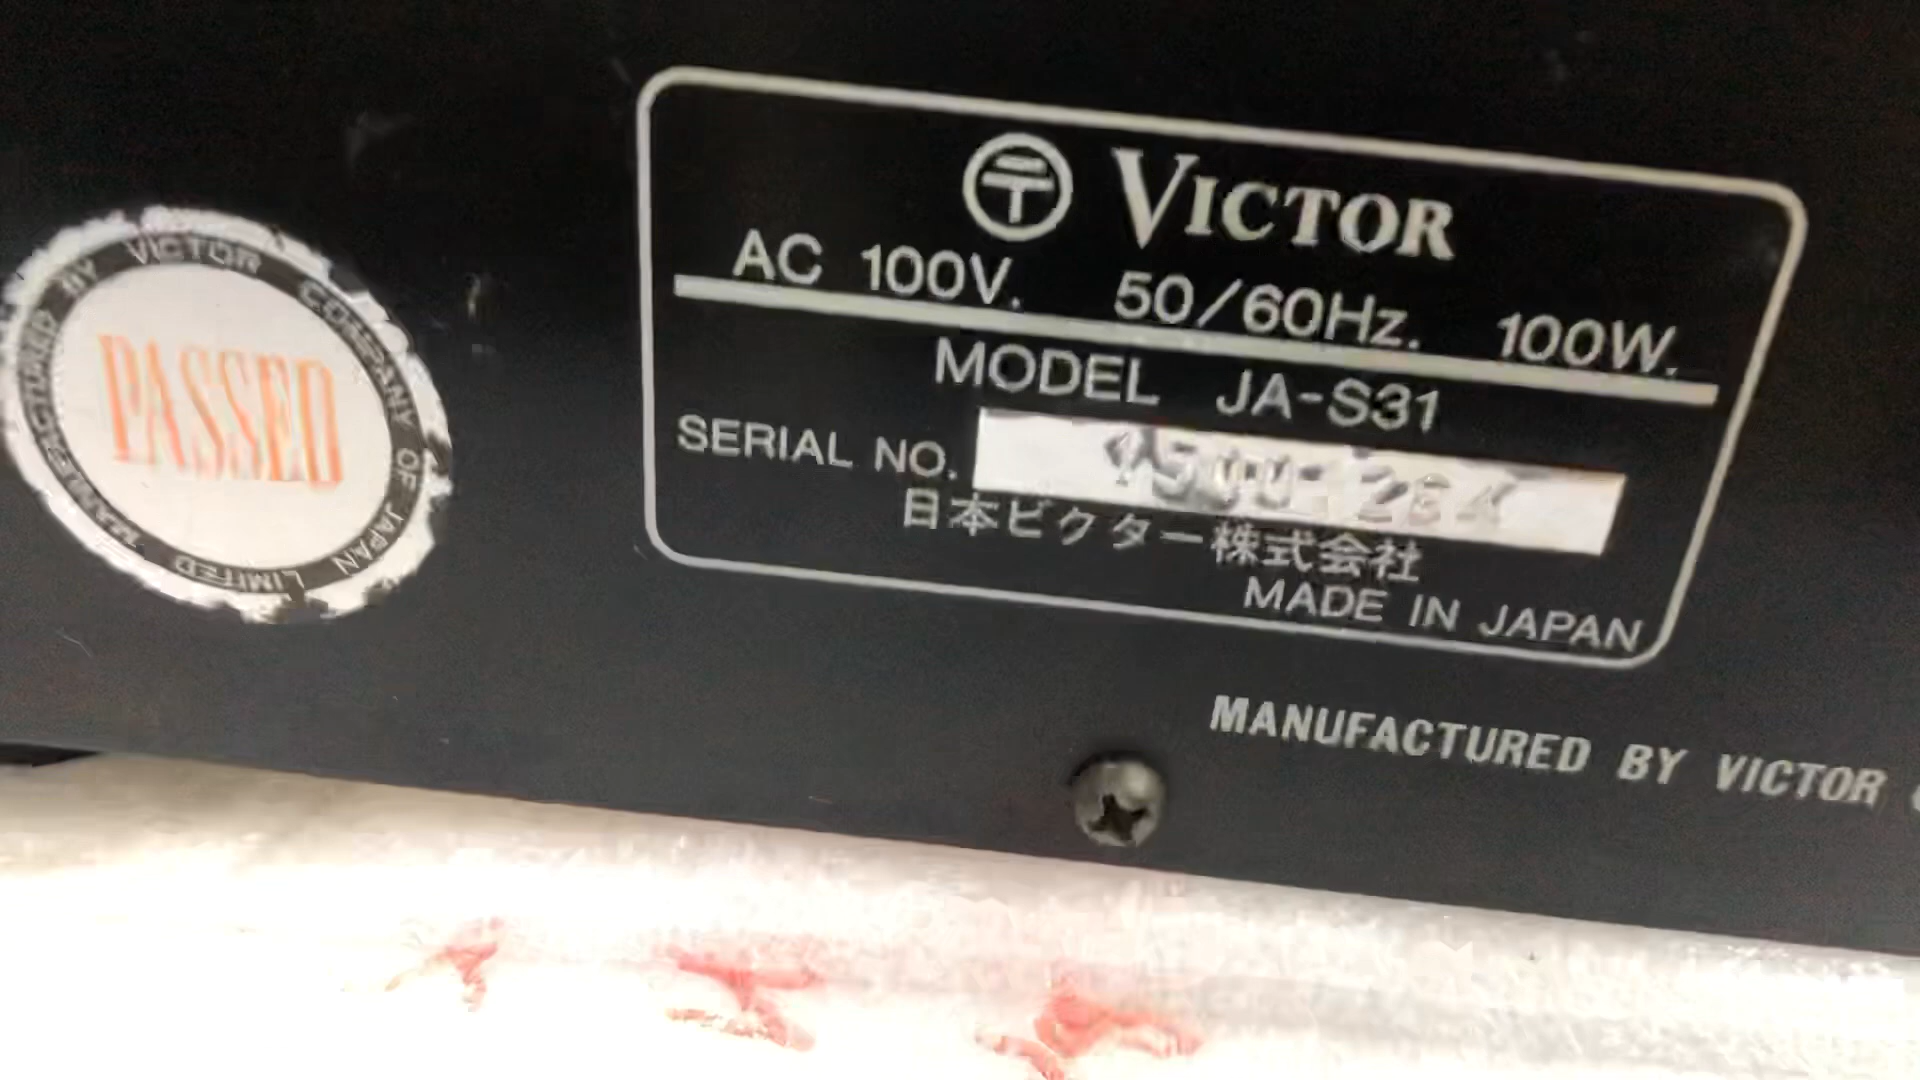 VICTOR
AC 100V. 50/60Hz. 100W.
MODEL JA-S31
SERIAL NO.
日本ビクター株式会社
MADE IN JAPAN
MANUFACTURED BY VICTOR
PASSED
MANUFACTURED BY VICTOR COMPANY OF JAPAN LIMITED